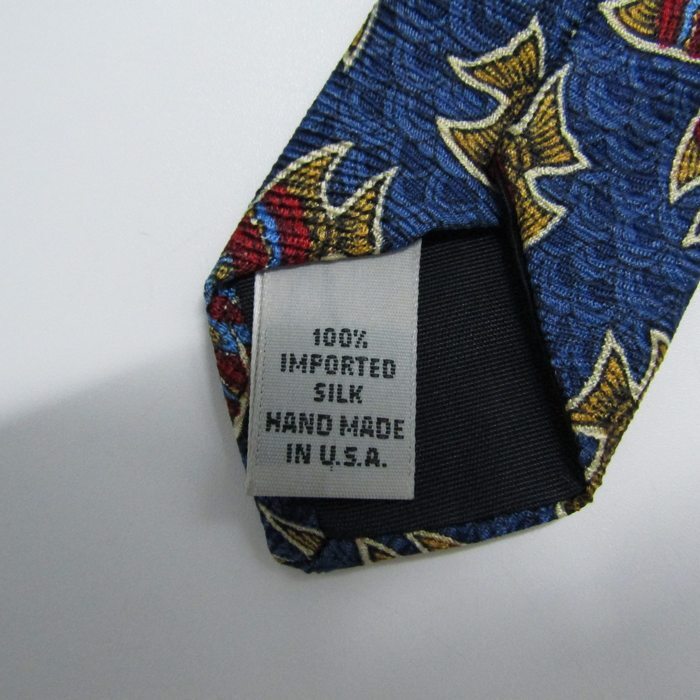 100%
IMPORTED
SILK
HAND MADE
IN U.S.A.